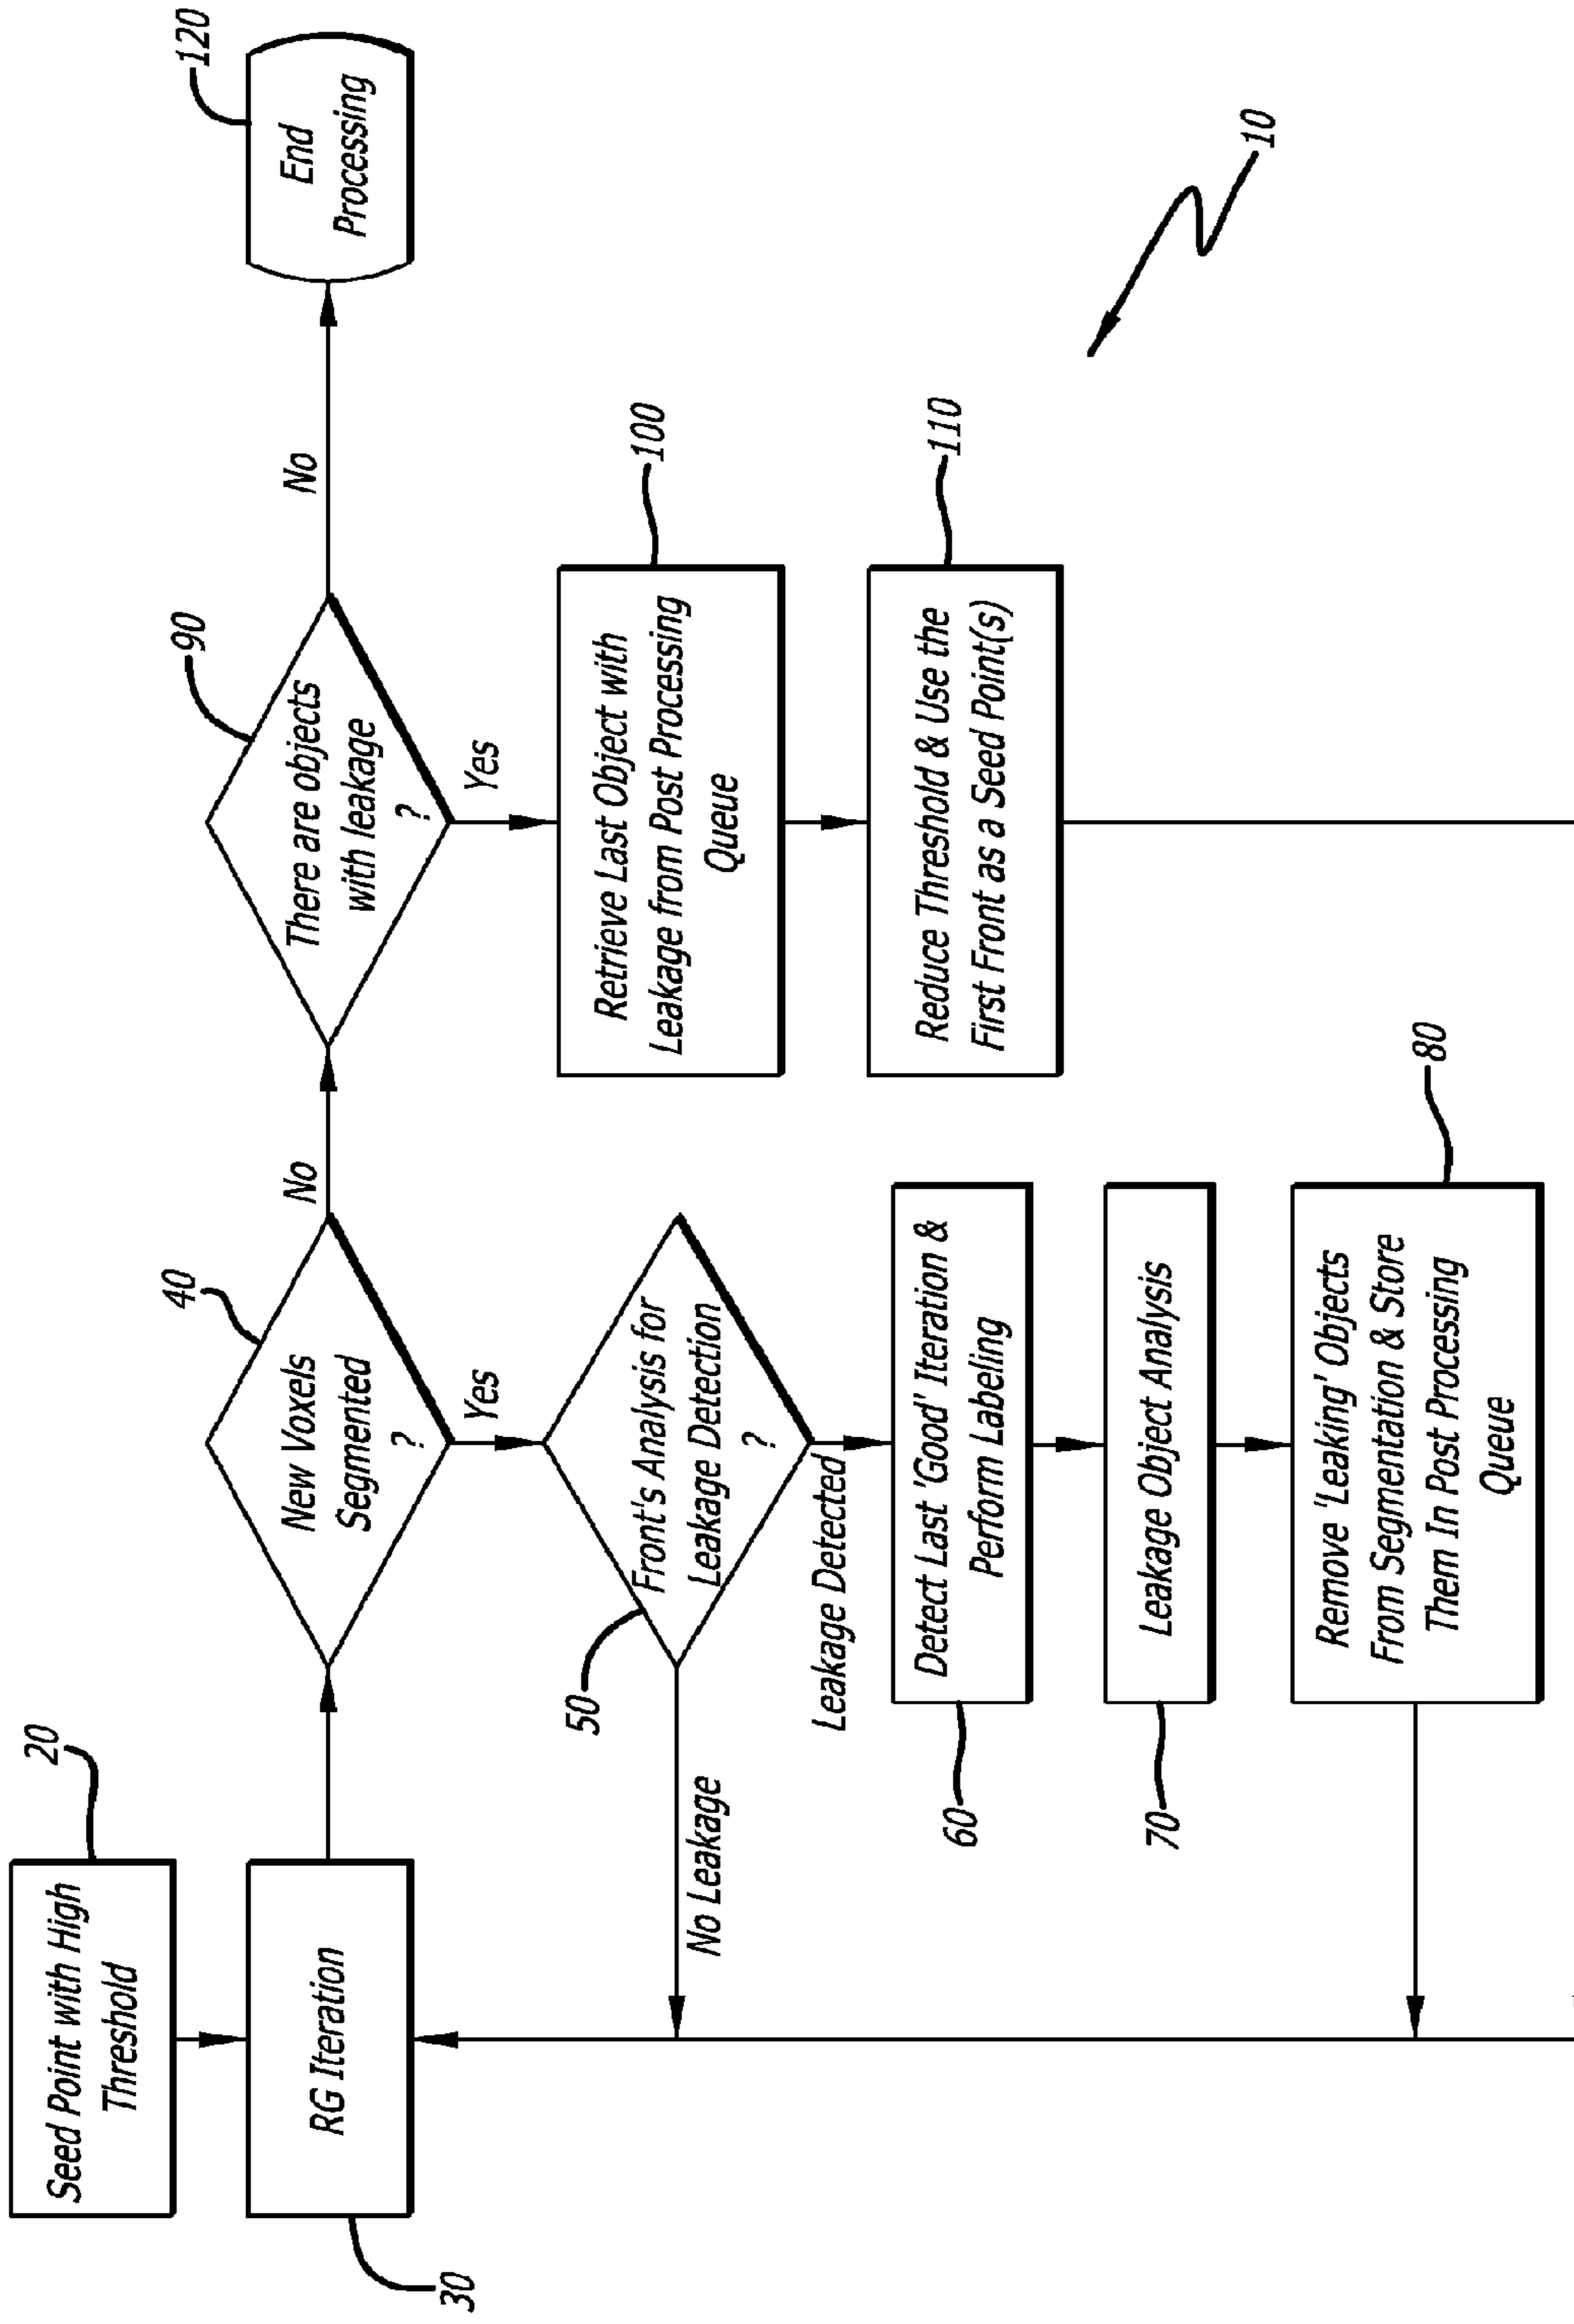 20
Seed Point with High
Threshold
RG Iteration
30
40
New Voxels
Segmented
?
No
Yes
50
Front's Analysis for
Leakage Detection
?
No Leakage
Leakage Detected
Detect Last 'Good' Iteration &
Perform Labeling
60
Leakage Object Analysis
70
Remove 'Leaking' Objects
From Segmentation & Store
Them In Post Processing
Queue
80
90
There are objects
with leakage
?
No
Yes
Retrieve Last Object with
Leakage from Post Processing
Queue
100
Reduce Threshold & Use the
First Front as a Seed Point(s)
110
End
Processing
120
10